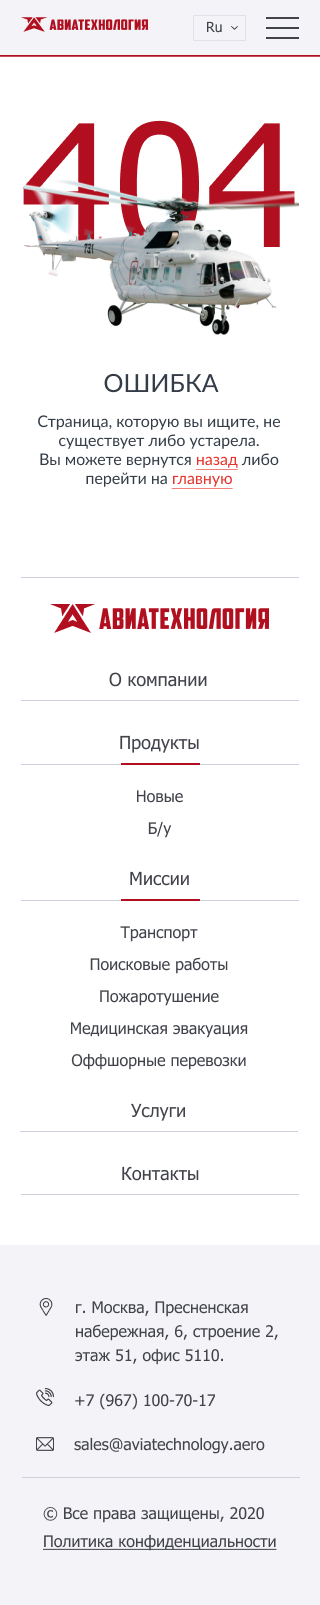 АВИАТЕХНОЛОГИЯ
Ru
404
731
ОШИБКА
Страница, которую вы ищите, не
существует либо устарела.
Вы можете вернутся назад либо
перейти на главную
АВИАТЕХНОЛОГИЯ
О компании
Продукты
Новые
Б/у
Миссии
Транспорт
Поисковые работы
Пожаротушение
Медицинская эвакуация
Оффшорные перевозки
Услуги
Контакты
г. Москва, Пресненская
набережная, 6, строение 2,
этаж 51, офис 5110.
+7 (967) 100-70-17
sales@aviatechnology.aero
© Все права защищены, 2020
Политика конфиденциальности